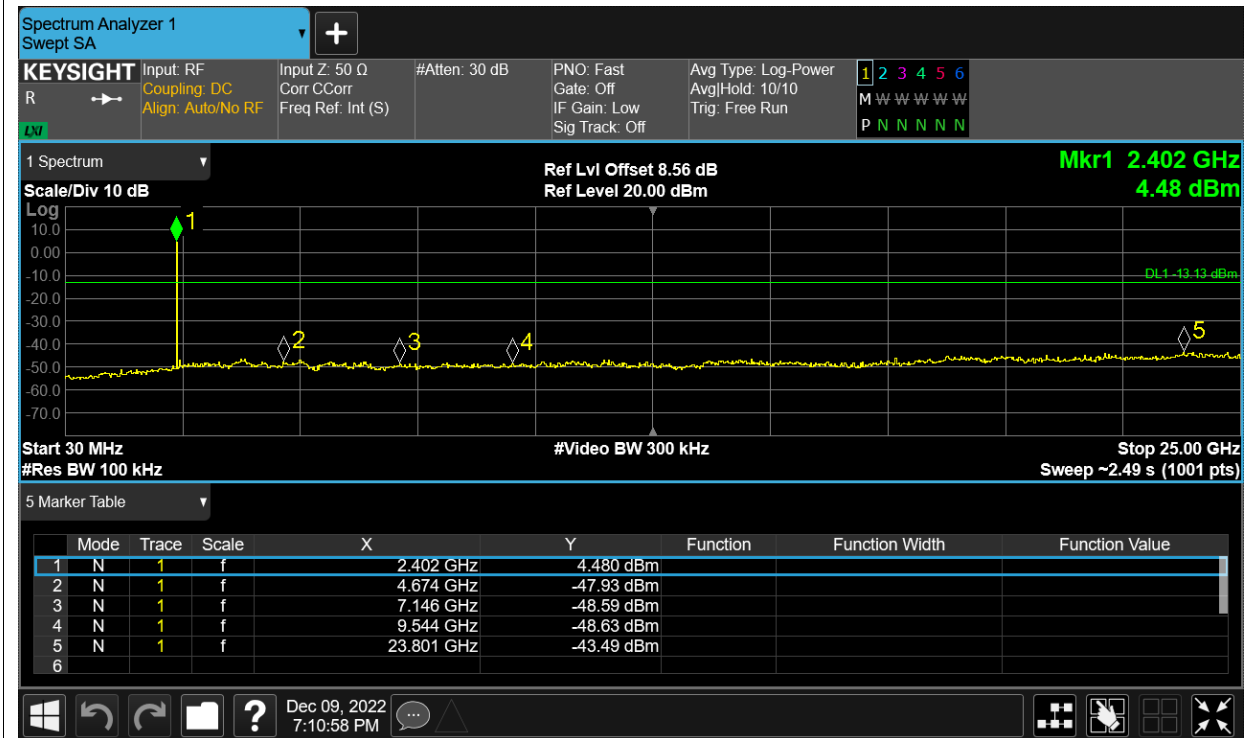 Spectrum Analyzer 1
Swept SA
+
KEYSIGHT
R
LXI
Input: RF
Coupling: DC
Align: Auto/No RF
Input Z: 50 Ω
Corr CCorr
Freq Ref: Int (S)
#Atten: 30 dB
PNO: Fast
Gate: Off
IF Gain: Low
Sig Track: Off
Avg Type: Log-Power
Avg|Hold: 10/10
Trig: Free Run
1 2 3 4 5 6
M W W W W W
P N N N N N
1 Spectrum
Scale/Div 10 dB
Ref Lvl Offset 8.56 dB
Ref Level 20.00 dBm
Mkr1 2.402 GHz
4.48 dBm
Log
10.0
0.00
-10.0
-20.0
-30.0
-40.0
-50.0
-60.0
-70.0
1
2
3
4
5
DL1 -13.13 dBm
Start 30 MHz
#Res BW 100 kHz
#Video BW 300 kHz
Stop 25.00 GHz
Sweep ~2.49 s (1001 pts)
5 Marker Table
Mode Trace Scale X Y Function Function Width Function Value
1 N 1 f 2.402 GHz 4.480 dBm
2 N 1 f 4.674 GHz -47.93 dBm
3 N 1 f 7.146 GHz -48.59 dBm
4 N 1 f 9.544 GHz -48.63 dBm
5 N 1 f 23.801 GHz -43.49 dBm
6
?
Dec 09, 2022
7:10:58 PM